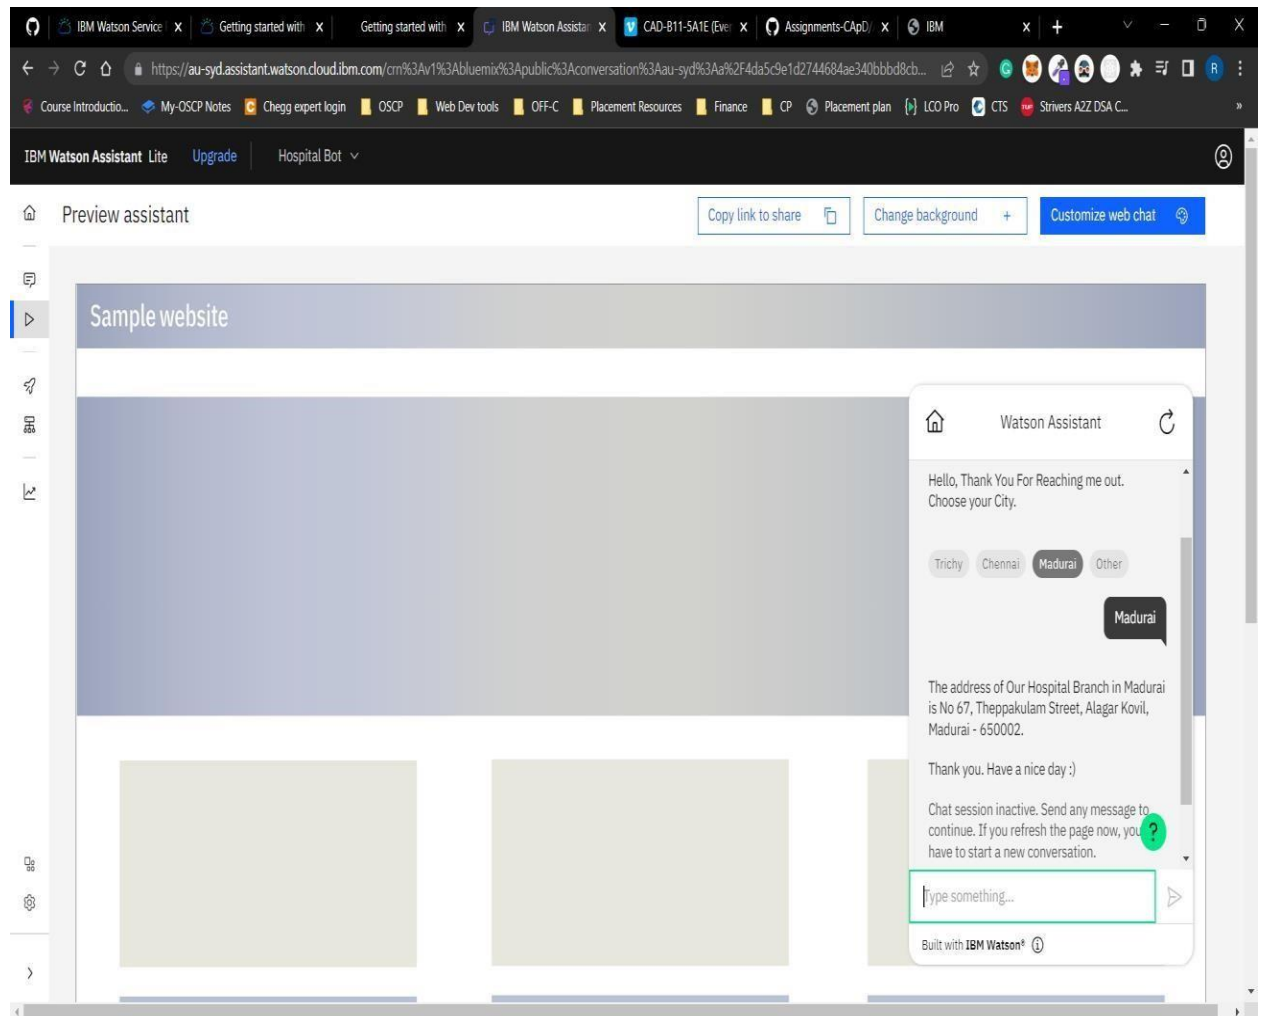 IBM Watson Service
Getting started with
Getting started with
IBM Watson Assistan
CAD-B11-5A1E (Ever
Assignments-CApD/
IBM
https://au-syd.assistant.watson.cloud.ibm.com/crn%3Av1%3Abluemix%3Apublic%3Aconversation%3Aau-syd%3Aa%2F4da5c9e1d2744684ae340bbbd8cb...
Course Introductio...
My-OSCP Notes
Chegg expert login
OSCP
Web Dev tools
OFF-C
Placement Resources
Finance
CP
Placement plan
LCO Pro
CTS
Strivers A2Z DSA C...
IBM Watson Assistant Lite
Upgrade
Hospital Bot
Preview assistant
Copy link to share
Change background +
Customize web chat
Sample website
Watson Assistant
Hello, Thank You For Reaching me out.
Choose your City.
Trichy Chennai Madurai Other
Madurai
The address of Our Hospital Branch in Madurai
is No 67, Theppakulam Street, Alagar Kovil,
Madurai - 650002.
Thank you. Have a nice day :)
Chat session inactive. Send any message to
continue. If you refresh the page now, you
have to start a new conversation.
?
Type something...
Built with IBM Watson®